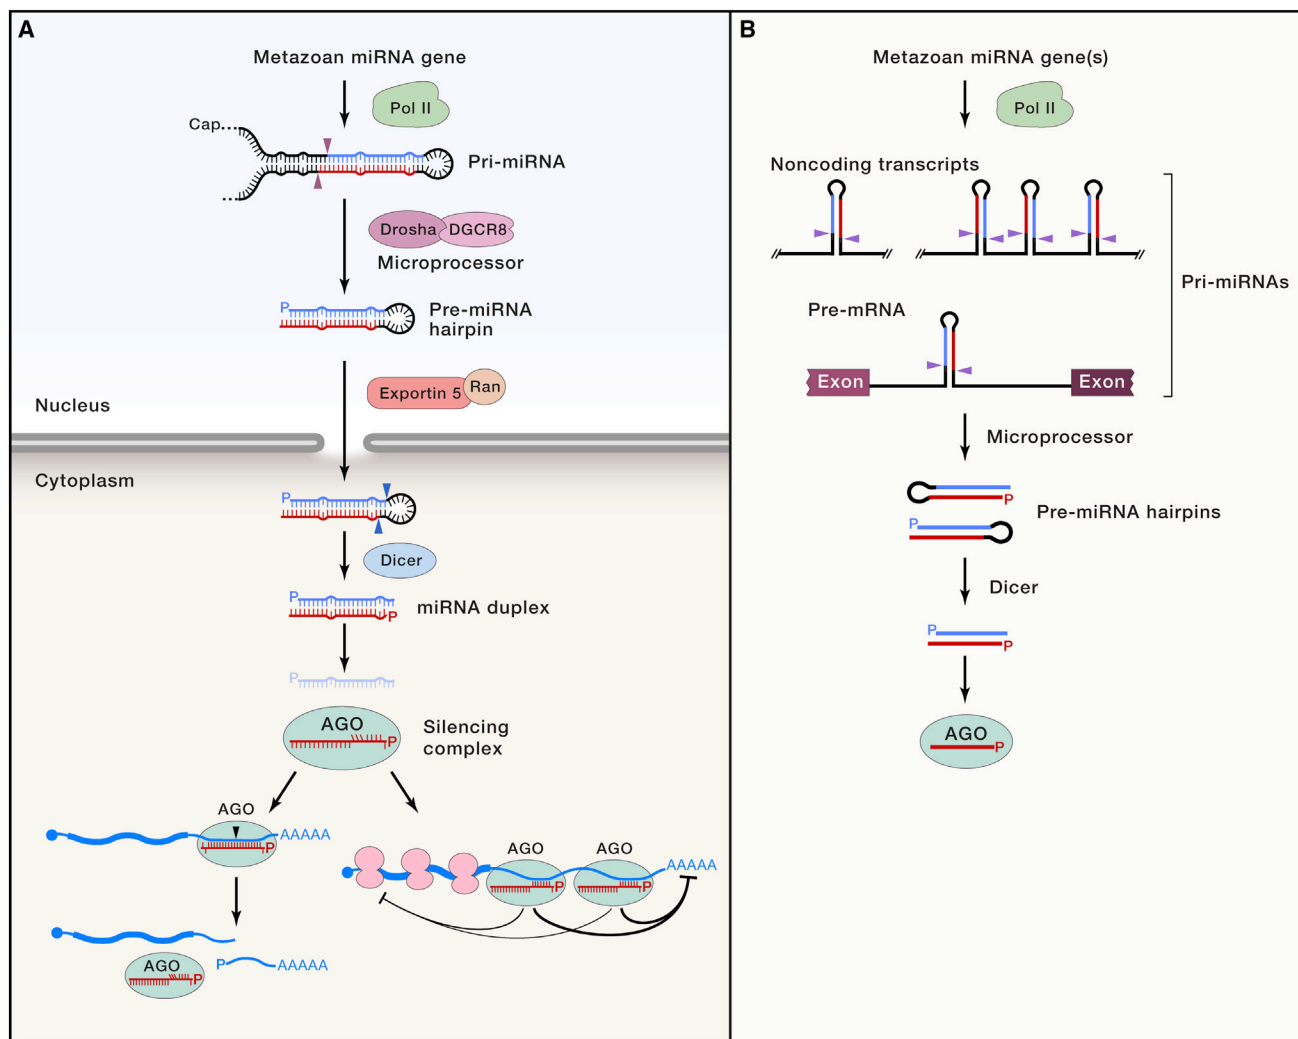 A
Metazoan miRNA gene
Pol II
Cap
Pri-miRNA
Drosha
DGCR8
Microprocessor
P
Pre-miRNA
hairpin
Exportin 5
Ran
Nucleus
Cytoplasm
P
Dicer
P
miRNA duplex
P
P
AGO
P
Silencing
complex
AGO
AAAAA
P
AGO
AGO
AAAAA
P
P
AGO
P
P
AAAAA
B
Metazoan miRNA gene(s)
Pol II
Noncoding transcripts
Pri-miRNAs
Pre-mRNA
Exon
Exon
Microprocessor
P
P
Pre-miRNA hairpins
Dicer
P
P
AGO
P